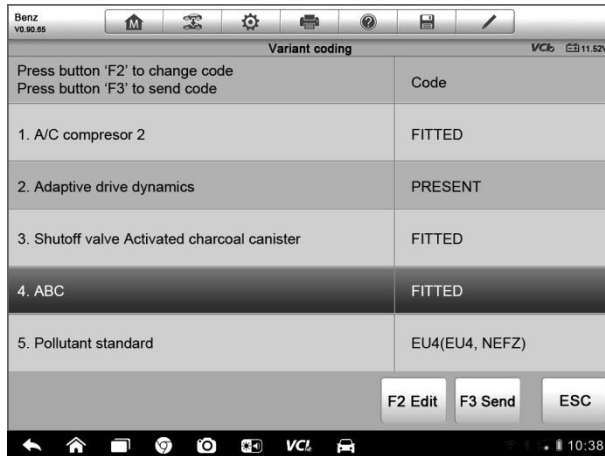 Benz
V0.90.65
M
Variant coding
VCI
11.52V
Press button ‘F2’ to change code
Press button ‘F3’ to send code
Code
1. A/C compresor 2
FITTED
2. Adaptive drive dynamics
PRESENT
3. Shutoff valve Activated charcoal canister
FITTED
4. ABC
FITTED
5. Pollutant standard
EU4(EU4, NEFZ)
F2 Edit
F3 Send
ESC
VCI
10:38